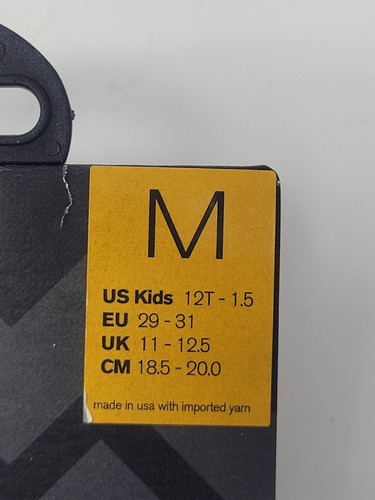 M
US Kids 12T - 1.5
EU 29 - 31
UK 11 - 12.5
CM 18.5 - 20.0
made in usa with imported yarn